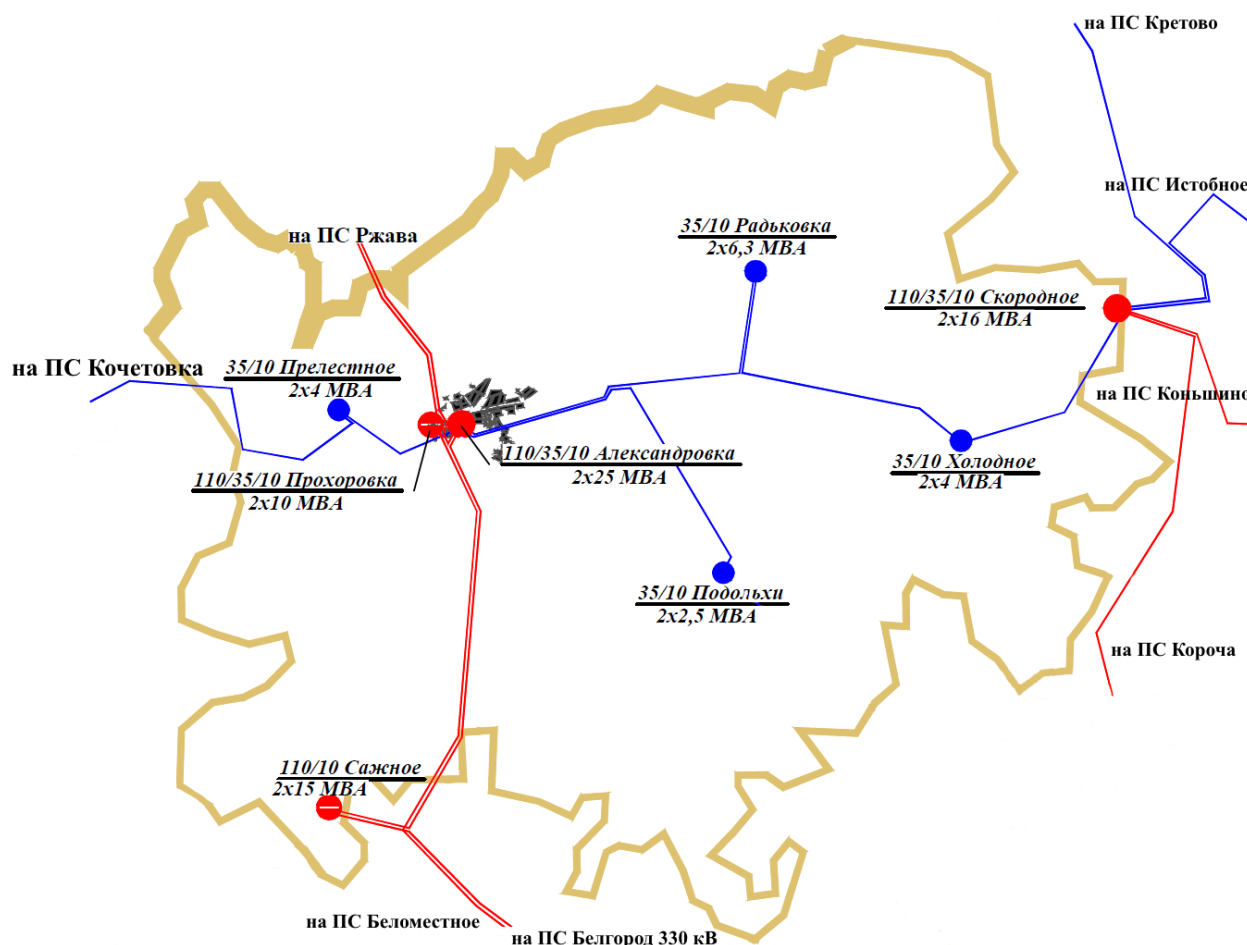 на ПС Кретово
на ПС Истобное
35/10 Радьковка
2х6,3 МВА
на ПС Ржава
110/35/10 Скородное
2х16 МВА
на ПС Кочетовка
35/10 Прелестное
2х4 МВА
на ПС Коньшино
110/35/10 Александровка
2х25 МВА
35/10 Холодное
2х4 МВА
110/35/10 Прохоровка
2х10 МВА
35/10 Подольхи
2х2,5 МВА
на ПС Короча
110/10 Сажное
2х15 МВА
на ПС Беломестное
на ПС Белгород 330 кВ